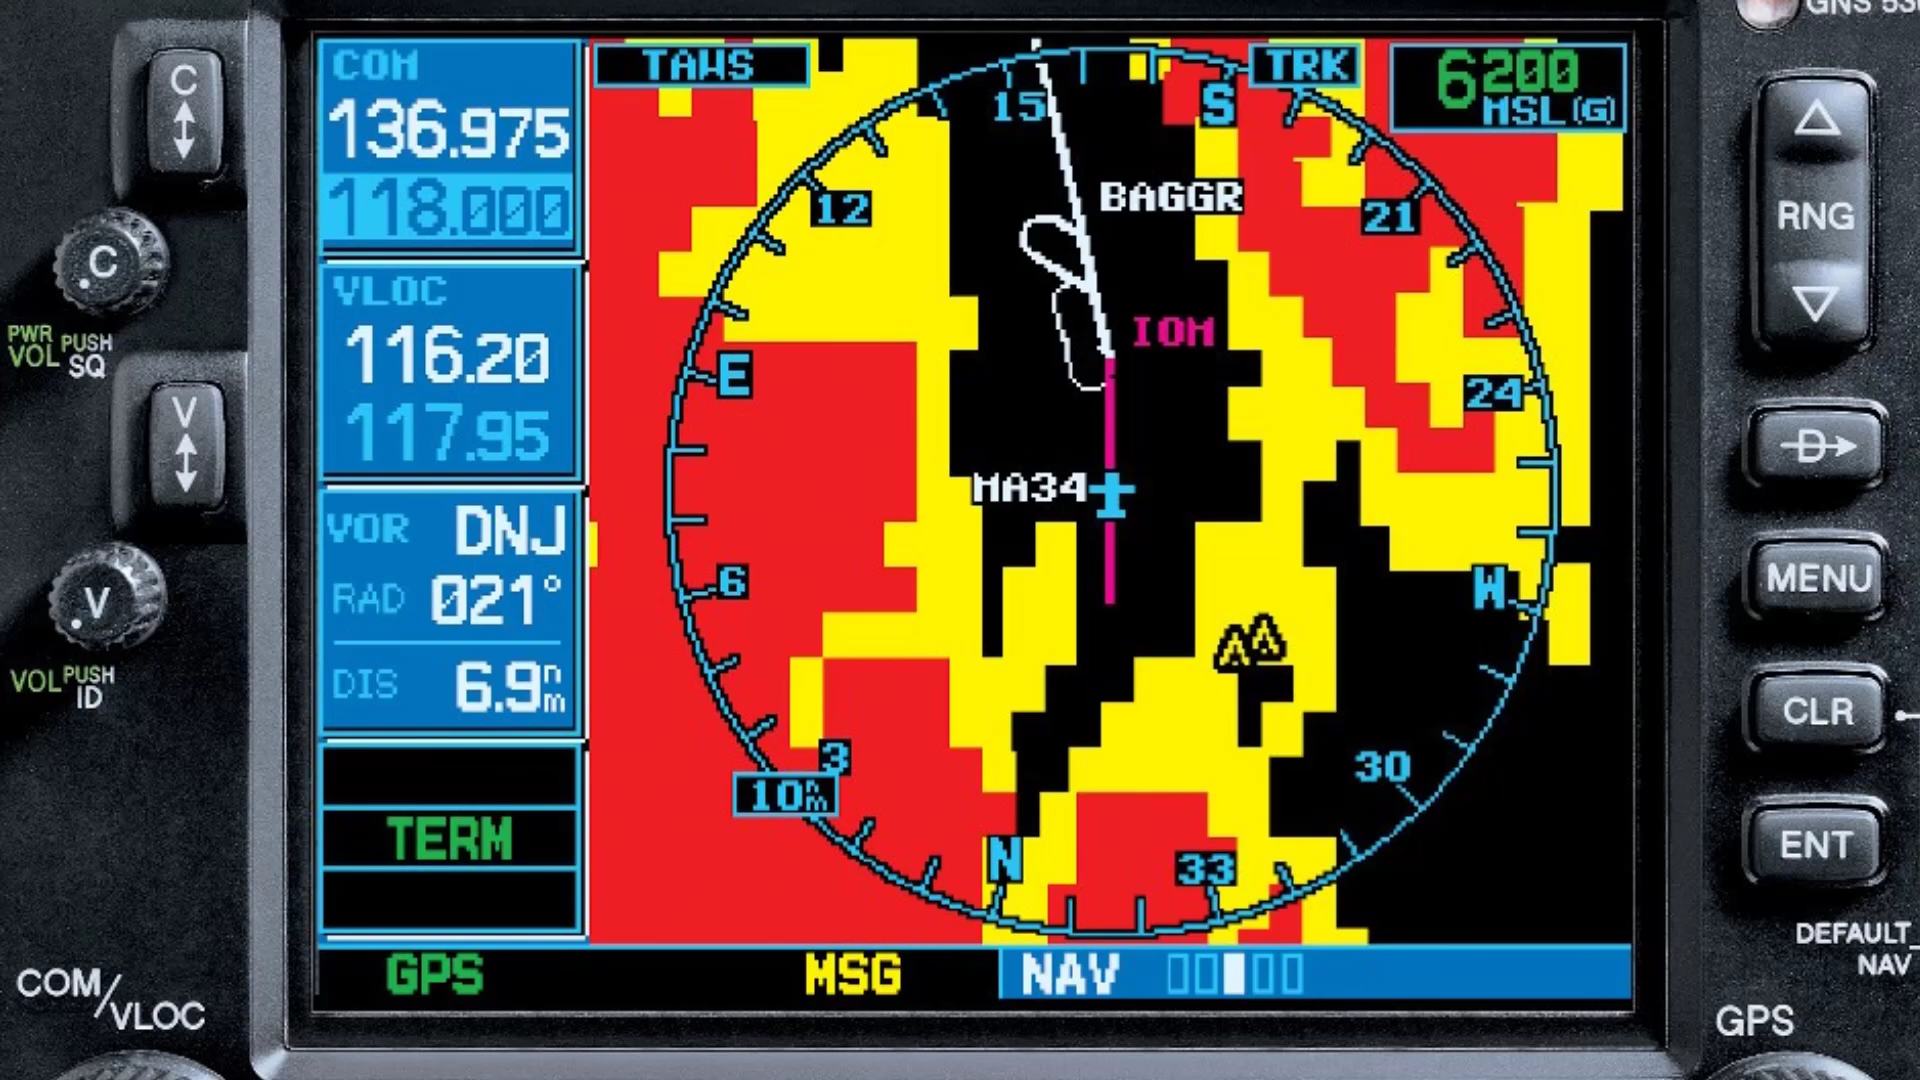 GNS 530
C
COM
136.975
118.000
C
PWR
VOL
PUSH
SQ
VLOC
116.20
117.95
V
VOR DNJ
RAD 021°
DIS 6.9nm
V
VOL
PUSH
ID
TERM
COM/VLOC
GPS
MSG
NAV
TAWS
TRK
6200
MSL(G)
15
S
12
21
BAGGR
E
IOM
24
MA34
6
W
3
30
10nm
N
33
RNG
D
MENU
CLR
ENT
DEFAULT
NAV
GPS